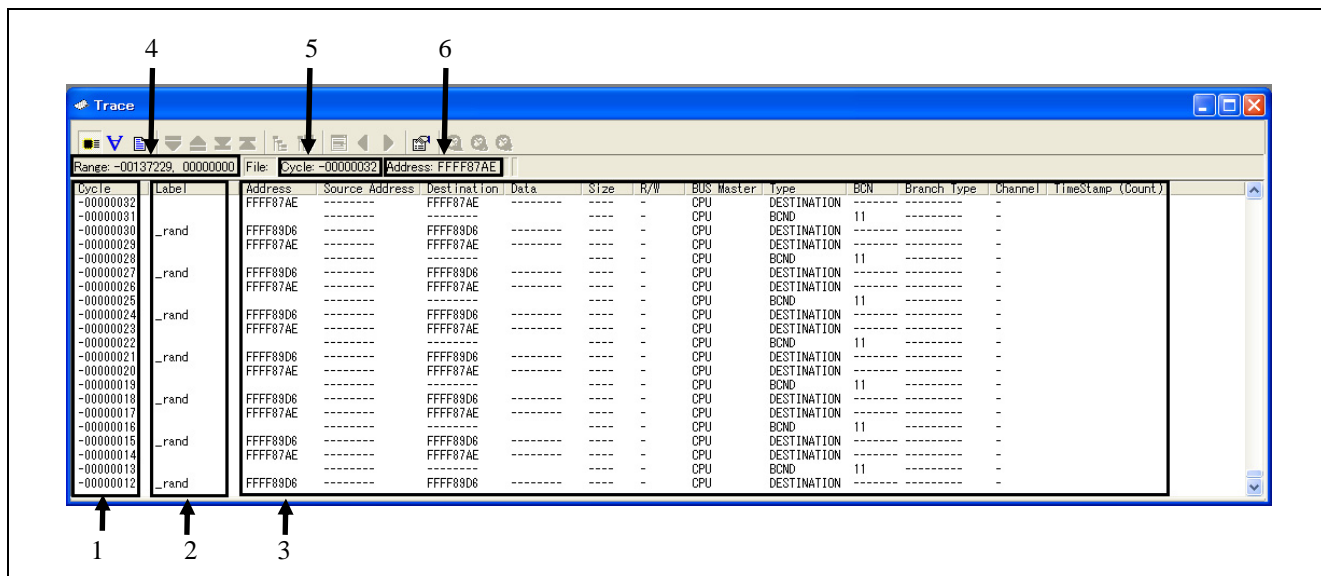 4 5 6
Trace
Range: -00137229, 00000000 File: Cycle: -00000032 Address: FFFF87AE
Cycle Label Address Source Address Destination Data Size R/W BUS Master Type BCN Branch Type Channel TimeStamp (Count)
-00000032 FFFF87AE -------- FFFF87AE -------- ---- - CPU DESTINATION ------- --------- -
-00000031 -------- -------- ---- - CPU BCND 11 --------- -
-00000030 _rand FFFF89D6 -------- FFFF89D6 -------- ---- - CPU DESTINATION ------- --------- -
-00000029 FFFF87AE -------- FFFF87AE -------- ---- - CPU DESTINATION ------- --------- -
-00000028 -------- -------- ---- - CPU BCND 11 --------- -
-00000027 _rand FFFF89D6 -------- FFFF89D6 -------- ---- - CPU DESTINATION ------- --------- -
-00000026 FFFF87AE -------- FFFF87AE -------- ---- - CPU DESTINATION ------- --------- -
-00000025 -------- -------- ---- - CPU BCND 11 --------- -
-00000024 _rand FFFF89D6 -------- FFFF89D6 -------- ---- - CPU DESTINATION ------- --------- -
-00000023 FFFF87AE -------- FFFF87AE -------- ---- - CPU DESTINATION ------- --------- -
-00000022 -------- -------- ---- - CPU BCND 11 --------- -
-00000021 _rand FFFF89D6 -------- FFFF89D6 -------- ---- - CPU DESTINATION ------- --------- -
-00000020 FFFF87AE -------- FFFF87AE -------- ---- - CPU DESTINATION ------- --------- -
-00000019 -------- -------- ---- - CPU BCND 11 --------- -
-00000018 _rand FFFF89D6 -------- FFFF89D6 -------- ---- - CPU DESTINATION ------- --------- -
-00000017 FFFF87AE -------- FFFF87AE -------- ---- - CPU DESTINATION ------- --------- -
-00000016 -------- -------- ---- - CPU BCND 11 --------- -
-00000015 _rand FFFF89D6 -------- FFFF89D6 -------- ---- - CPU DESTINATION ------- --------- -
-00000014 FFFF87AE -------- FFFF87AE -------- ---- - CPU DESTINATION ------- --------- -
-00000013 -------- -------- ---- - CPU BCND 11 --------- -
-00000012 _rand FFFF89D6 -------- FFFF89D6 -------- ---- - CPU DESTINATION ------- --------- -
1 2 3